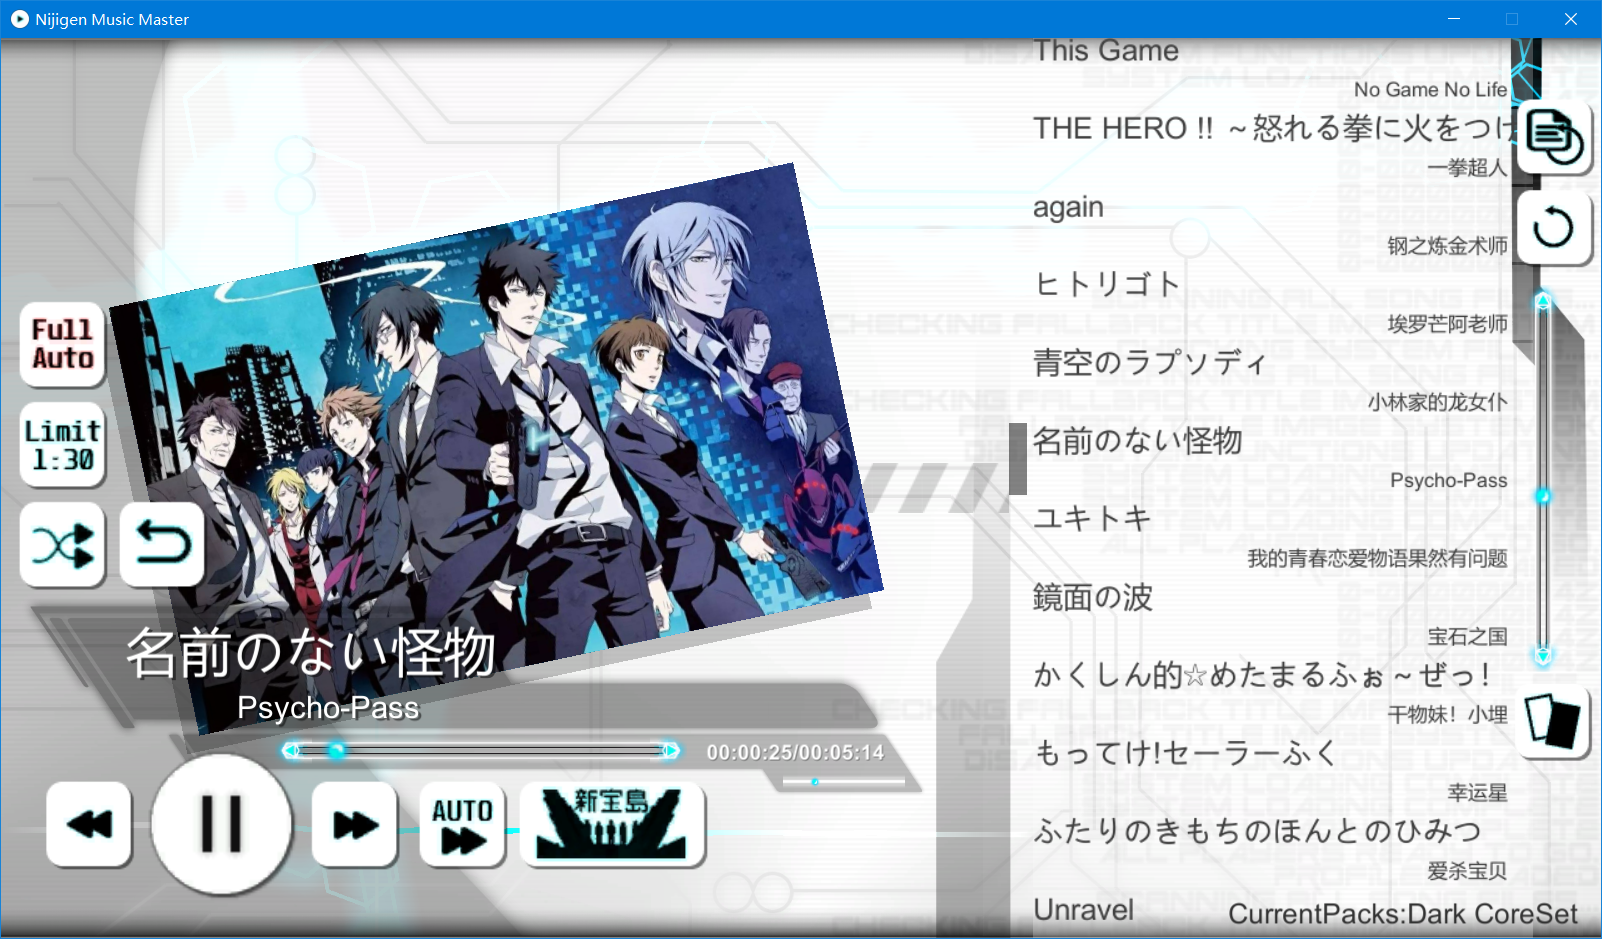 Nijigen Music Master
Full
Auto
Limit
1:30
名前のない怪物
Psycho-Pass
00:00:25/00:05:14
AUTO
新宝島
This Game
No Game No Life
THE HERO !! ～怒れる拳に火をつけ
一拳超人
again
钢之炼金术师
ヒトリゴト
埃罗芒阿老师
青空のラプソディ
小林家的龙女仆
名前のない怪物
Psycho-Pass
ユキトキ
我的青春恋爱物语果然有问题
鏡面の波
宝石之国
かくしん的☆めたまるふぉ～ぜっ！
干物妹！小埋
もってけ!セーラーふく
幸运星
ふたりのきもちのほんとのひみつ
爱杀宝贝
Unravel
CurrentPacks:Dark CoreSet